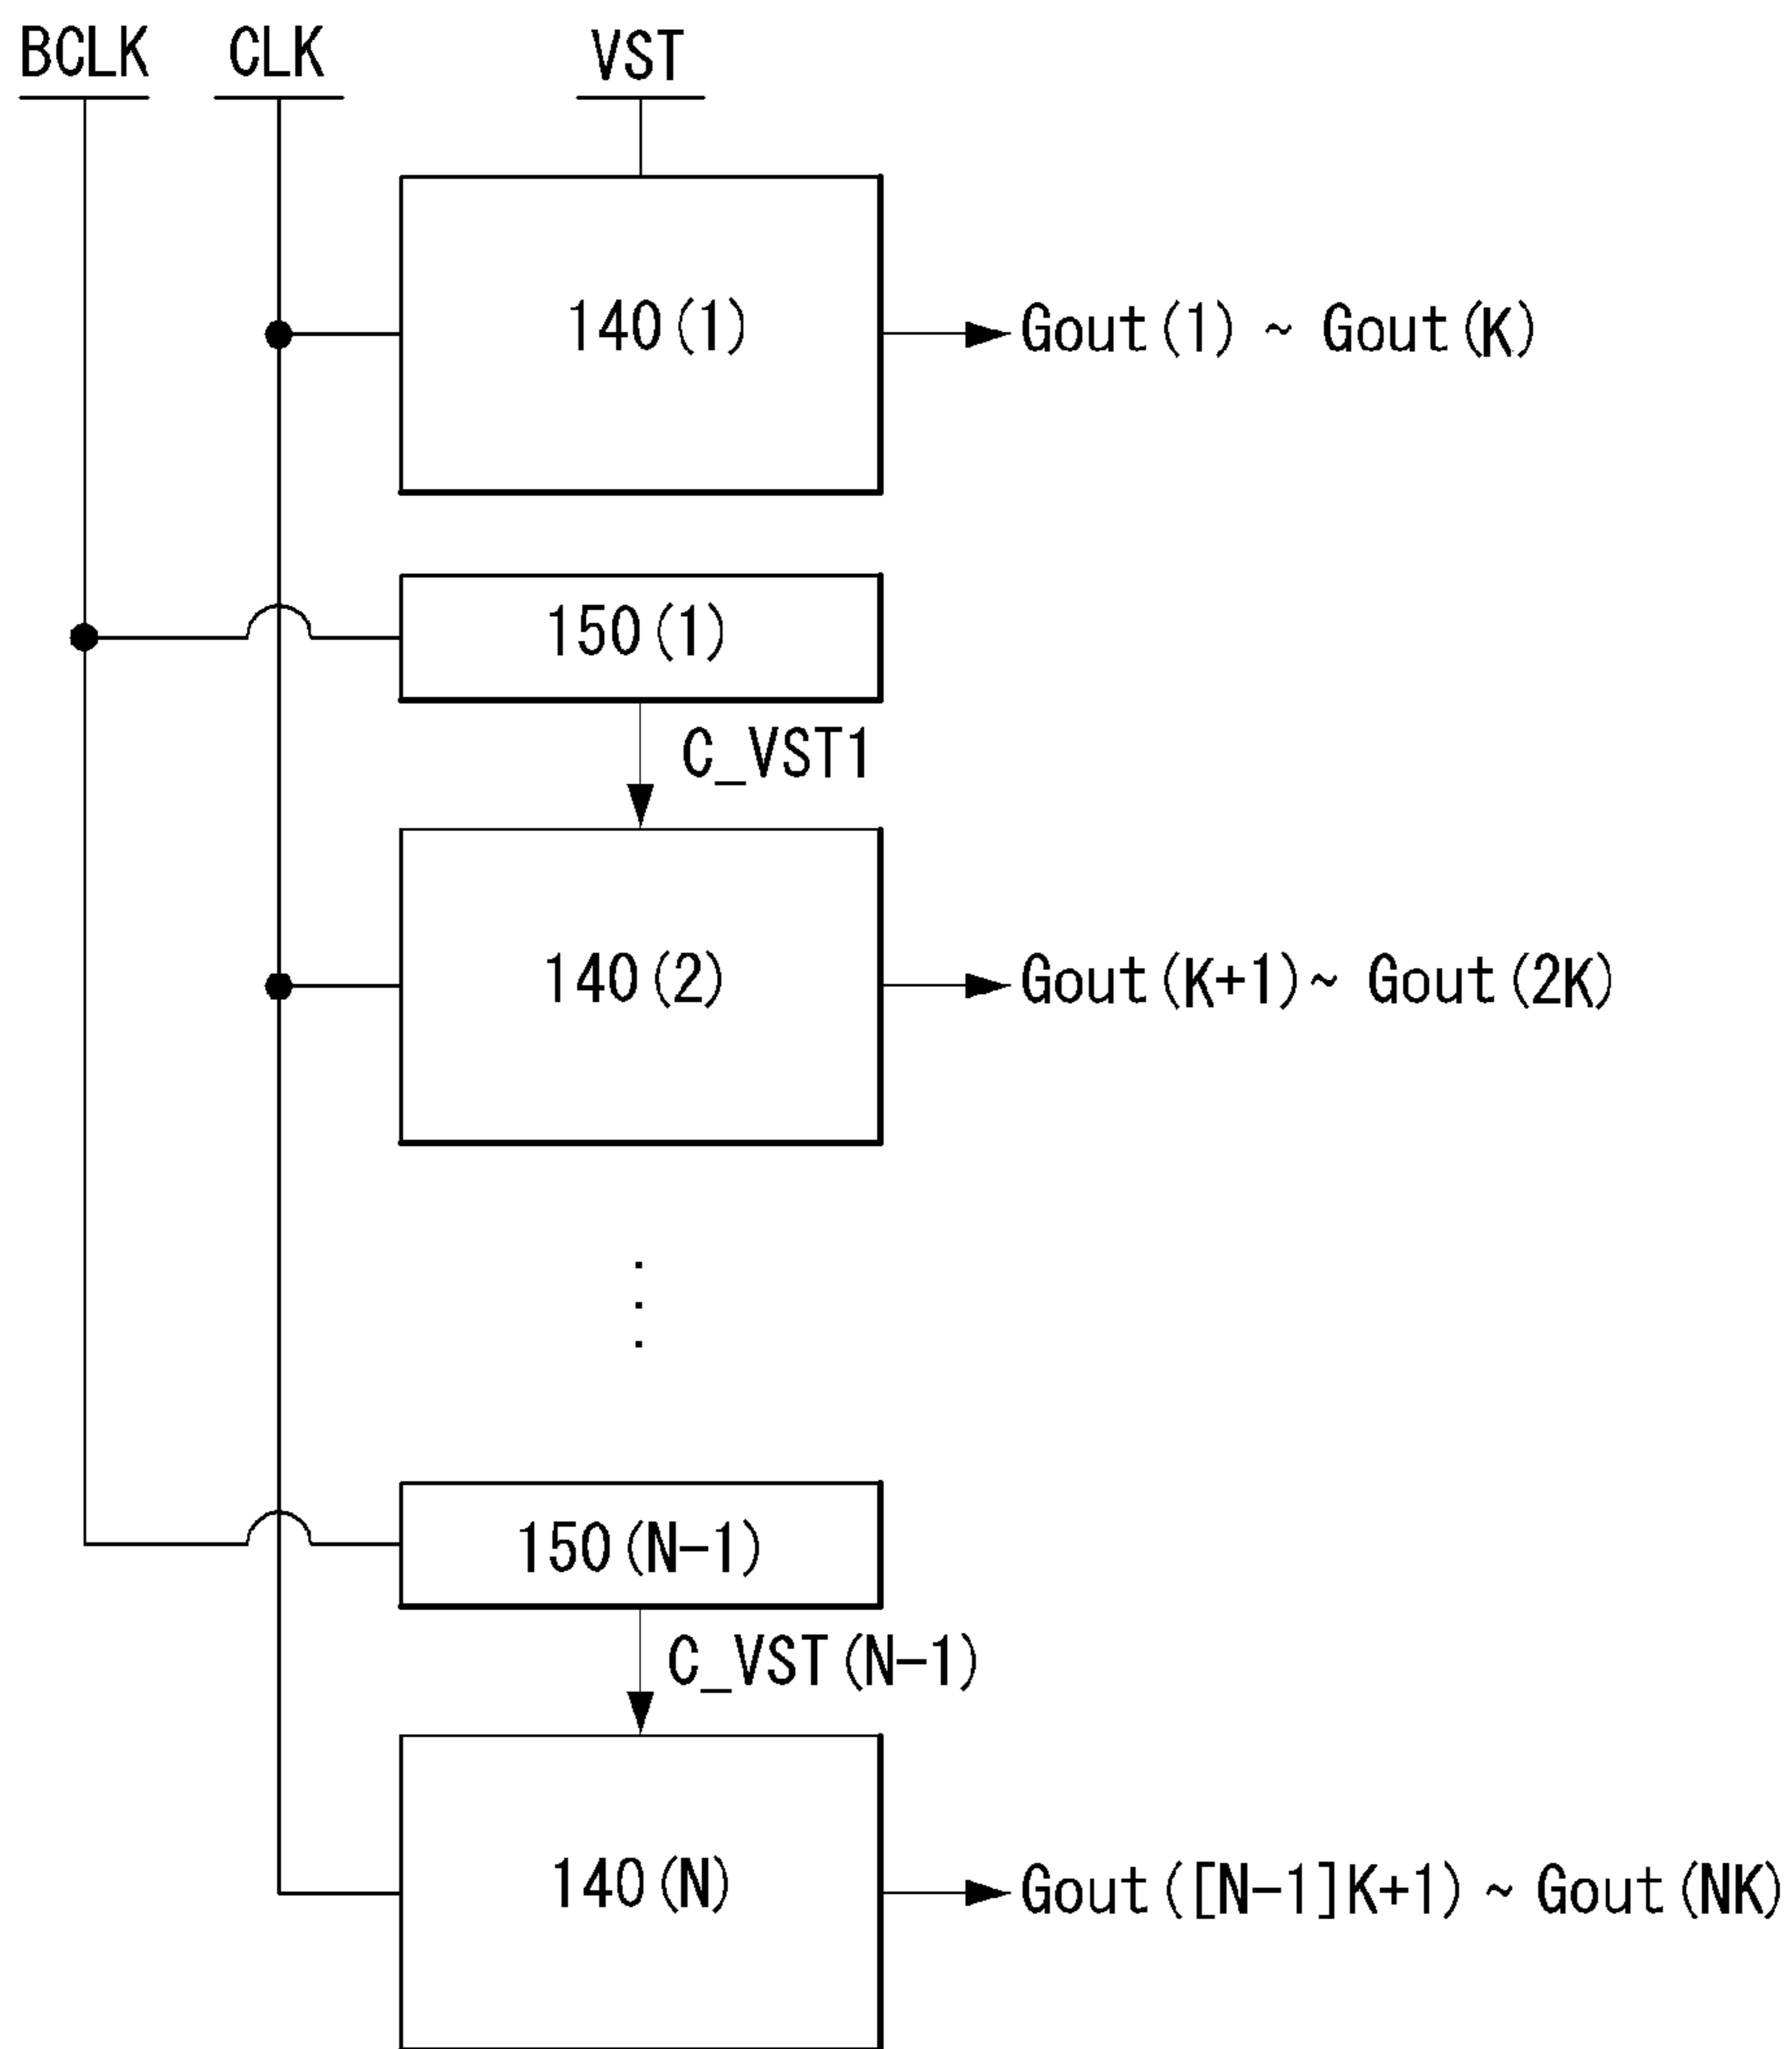 BCLK CLK VST
140(1) Gout(1) ~ Gout(K)
150(1)
C_VST1
140(2) Gout(K+1)~ Gout(2K)
150(N-1)
C_VST(N-1)
140(N) Gout([N-1]K+1) ~ Gout(NK)